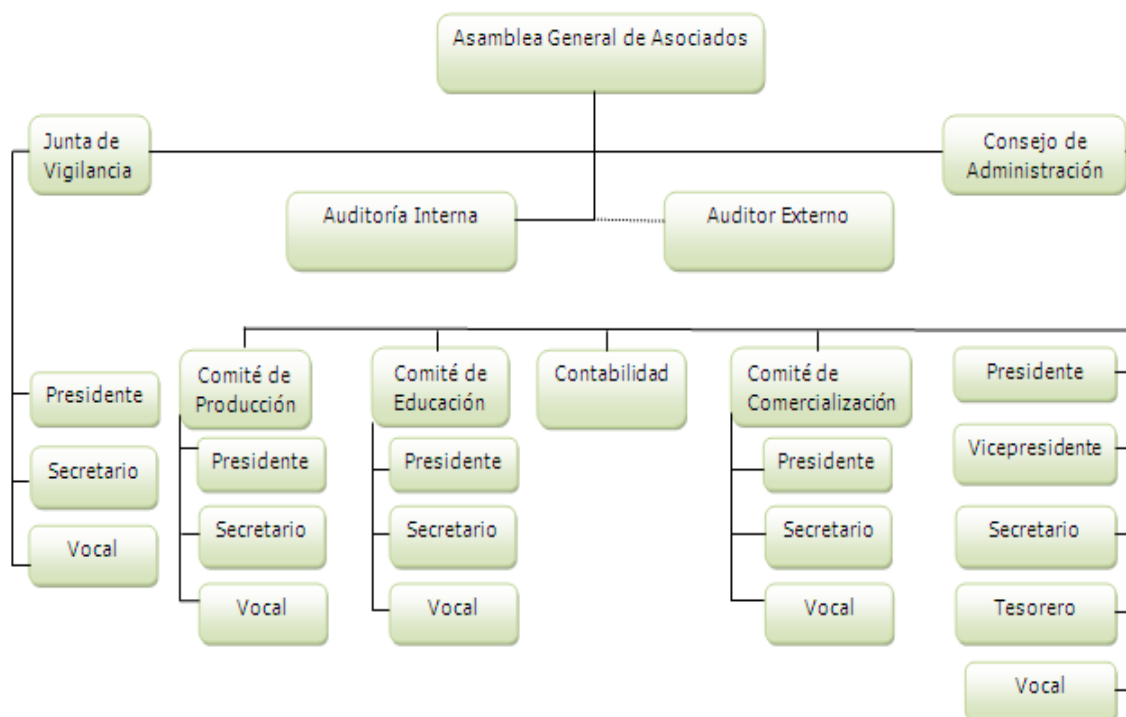 Asamblea General de Asociados
Junta de
Vigilancia
Consejo de
Administración
Auditoría Interna
Auditor Externo
Presidente
Secretario
Vocal
Comité de
Producción
Presidente
Secretario
Vocal
Comité de
Educación
Presidente
Secretario
Vocal
Contabilidad
Comité de
Comercialización
Presidente
Secretario
Vocal
Presidente
Vicepresidente
Secretario
Tesorero
Vocal